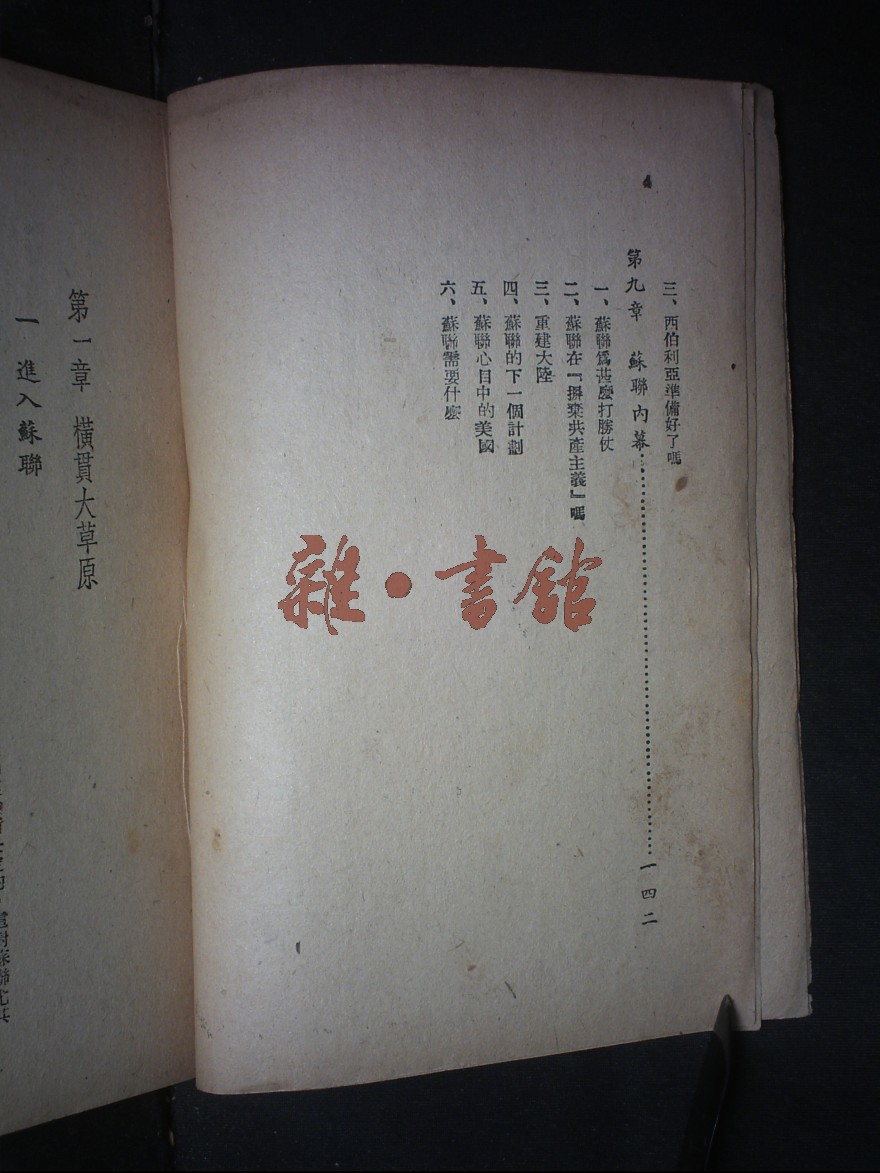 三、西伯利亞準備好了嗎
第九章 蘇聯內幕……一四二
一、蘇聯爲甚麼打勝仗
二、蘇聯在『摒棄共產主義』嗎
三、重建大陸
四、蘇聯的下一個計劃
五、蘇聯心目中的美國
六、蘇聯需要什麼
第一章 橫貫大草原
一 進入蘇聯
雜·書館